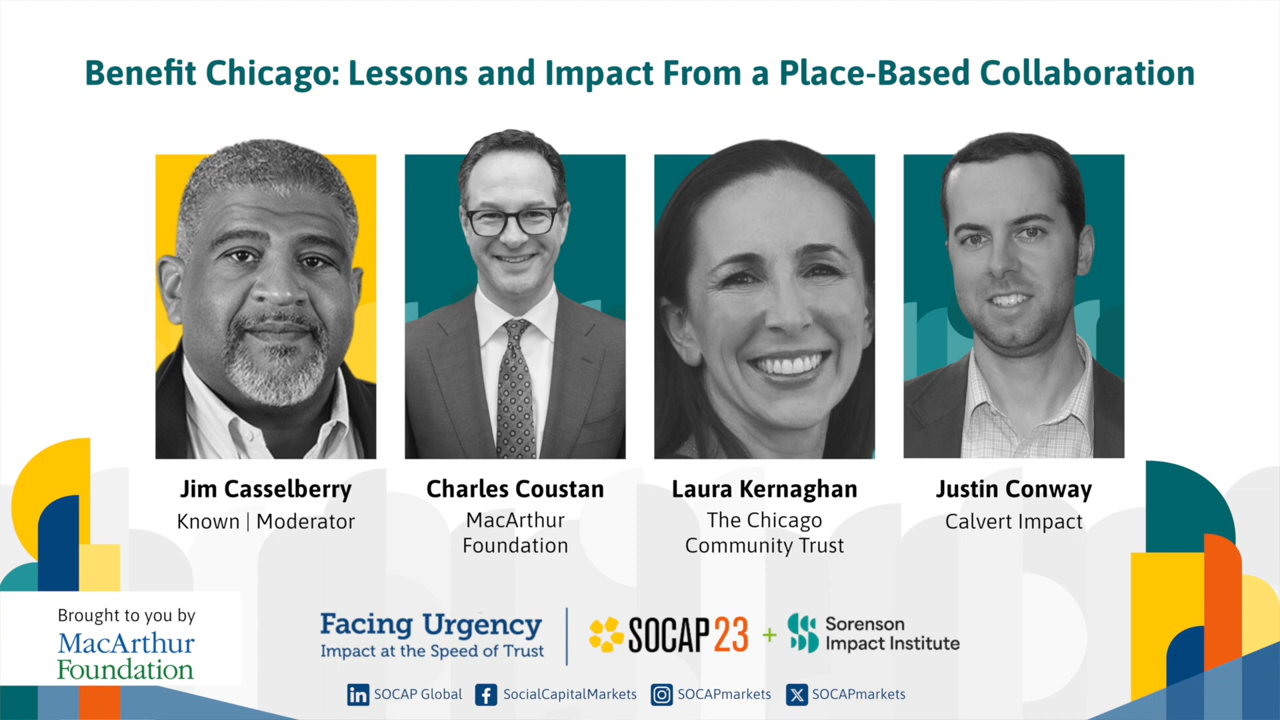 Benefit Chicago: Lessons and Impact From a Place-Based Collaboration
Jim Casselberry
Known | Moderator
Charles Coustan
MacArthur
Foundation
Laura Kernaghan
The Chicago
Community Trust
Justin Conway
Calvert Impact
Brought to you by
MacArthur
Foundation
Facing Urgency
Impact at the Speed of Trust
SOCAP23
+
Sorenson
Impact Institute
in SOCAP Global
f SocialCapitalMarkets
SOCAPmarkets
X SOCAPmarkets